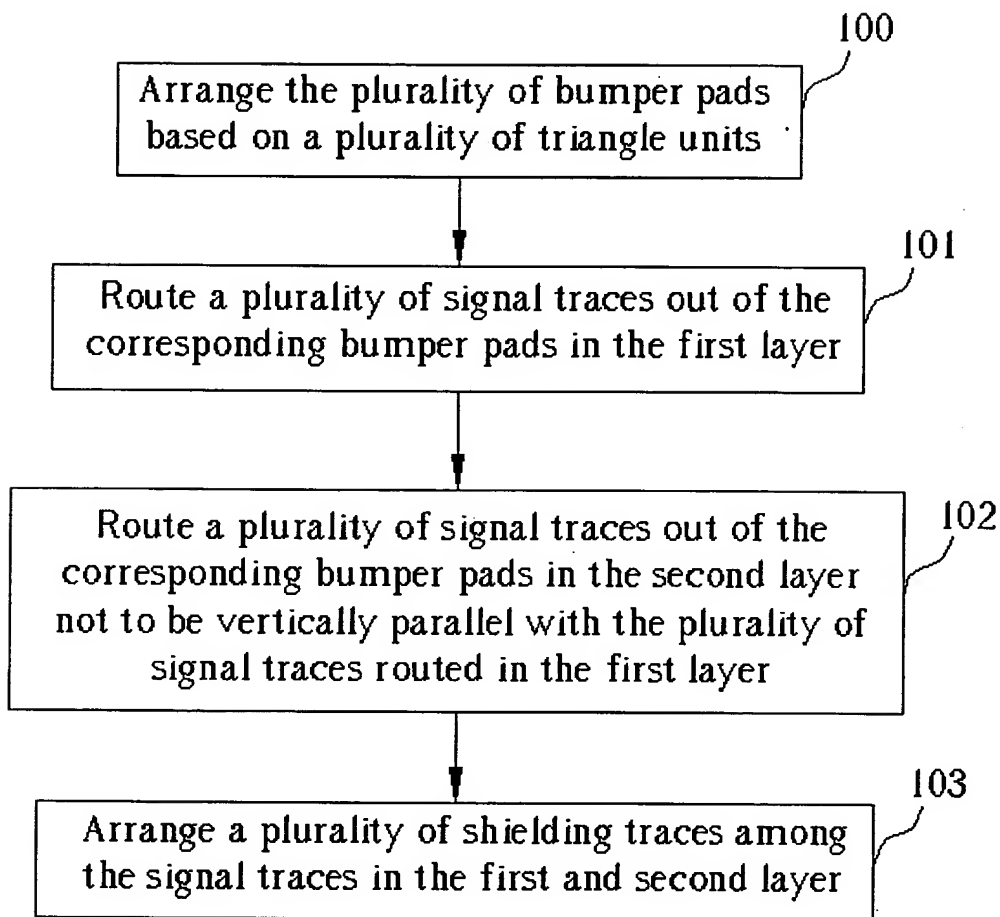 100
Arrange the plurality of bumper pads
based on a plurality of triangle units
101
Route a plurality of signal traces out of the
corresponding bumper pads in the first layer
102
Route a plurality of signal traces out of the
corresponding bumper pads in the second layer
not to be vertically parallel with the plurality of
signal traces routed in the first layer
103
Arrange a plurality of shielding traces among
the signal traces in the first and second layer